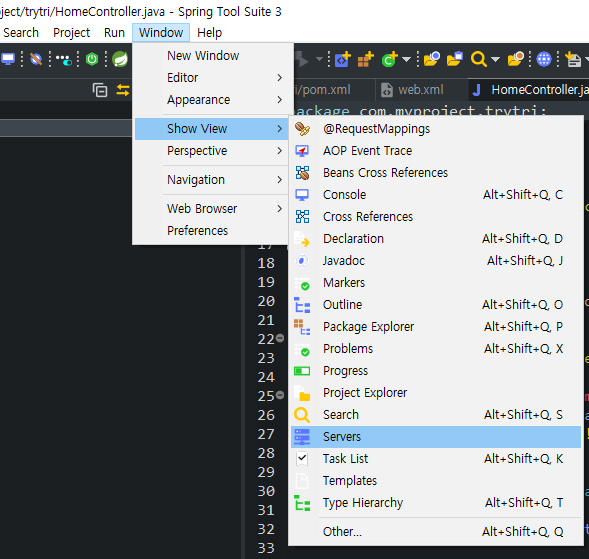 oject/trytri/HomeController.java - Spring Tool Suite 3
Search Project Run Window Help
New Window
Editor
Appearance
Show View
Perspective
Navigation
Web Browser
Preferences
ri/pom.xml web.xml HomeController.ja
package com.myproject.trytri;
@RequestMappings
AOP Event Trace
Beans Cross References
Console Alt+Shift+Q, C
Cross References
Declaration Alt+Shift+Q, D
Javadoc Alt+Shift+Q, J
Markers
Outline Alt+Shift+Q, O
Package Explorer Alt+Shift+Q, P
Problems Alt+Shift+Q, X
Progress
Project Explorer
Search Alt+Shift+Q, S
Servers
Task List Alt+Shift+Q, K
Templates
Type Hierarchy Alt+Shift+Q, T
Other... Alt+Shift+Q, Q
17
18
19
20
21
22
23
24
25
26
27
28
29
30
31
32
33